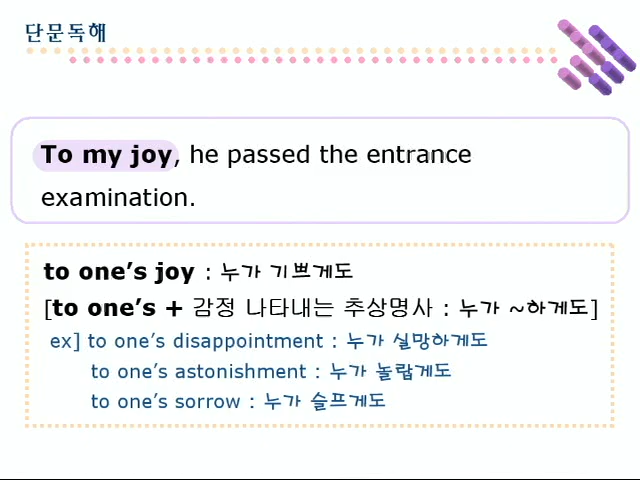 단문독해
To my joy, he passed the entrance
examination.
to one’s joy : 누가 기쁘게도
[to one’s + 감정 나타내는 추상명사 : 누가 ~하게도]
ex] to one’s disappointment : 누가 실망하게도
to one’s astonishment : 누가 놀랍게도
to one’s sorrow : 누가 슬프게도